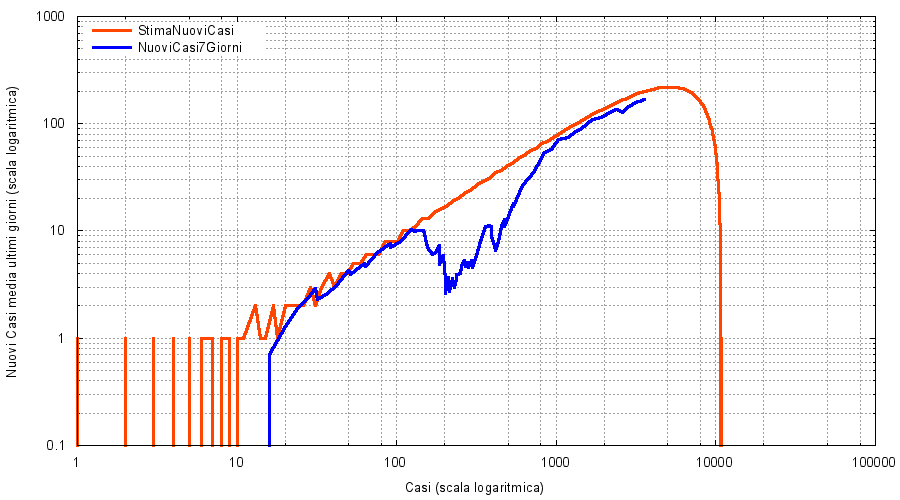 1000
StimaNuoviCasi
NuoviCasi7Giorni
100
10
1
0.1
Nuovi Casi media ultimi giorni (scala logaritmica)
1 10 100 1000 10000 100000
Casi (scala logaritmica)